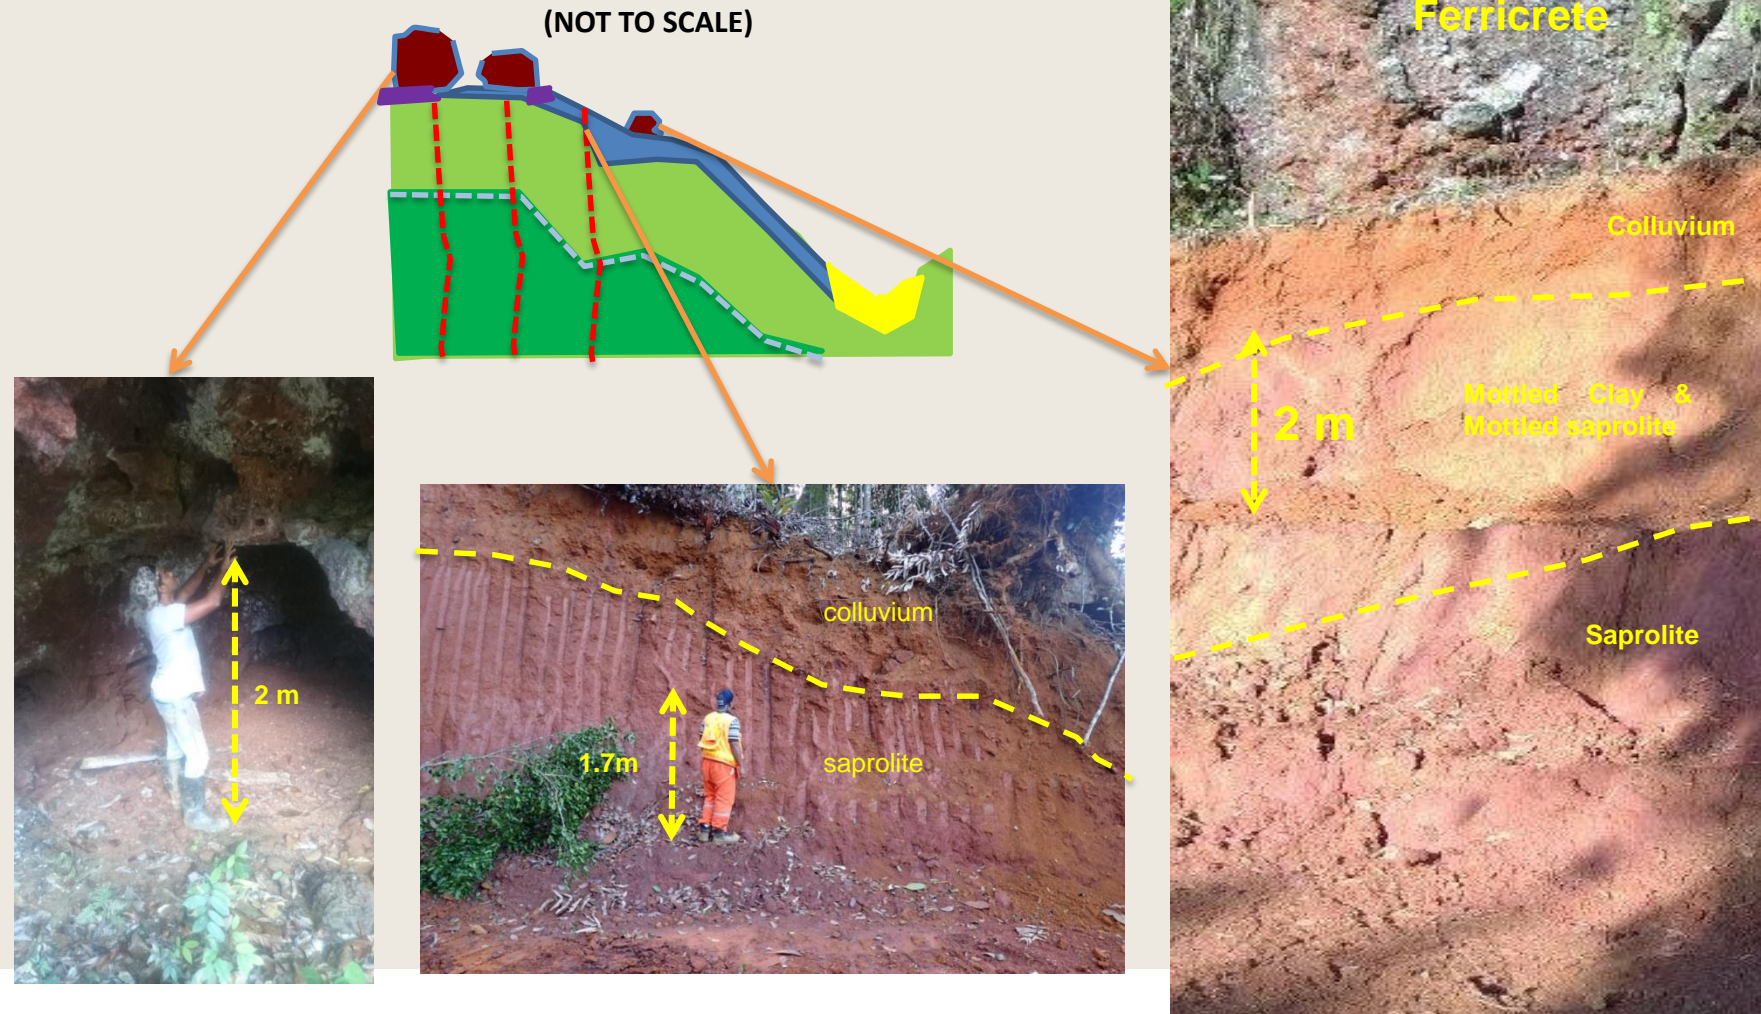 (NOT TO SCALE)
Ferricrete
Colluvium
Mottled Clay &
Mottled saprolite
2 m
Saprolite
colluvium
1.7m
saprolite
2 m